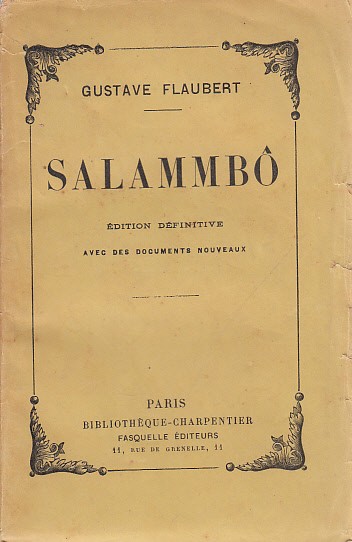 GUSTAVE FLAUBERT
SALAMMBÔ
ÉDITION DÉFINITIVE
AVEC DES DOCUMENTS NOUVEAUX
PARIS
BIBLIOTHÈQUE-CHARPENTIER
FASQUELLE ÉDITEURS
11, RUE DE GRENELLE, 11